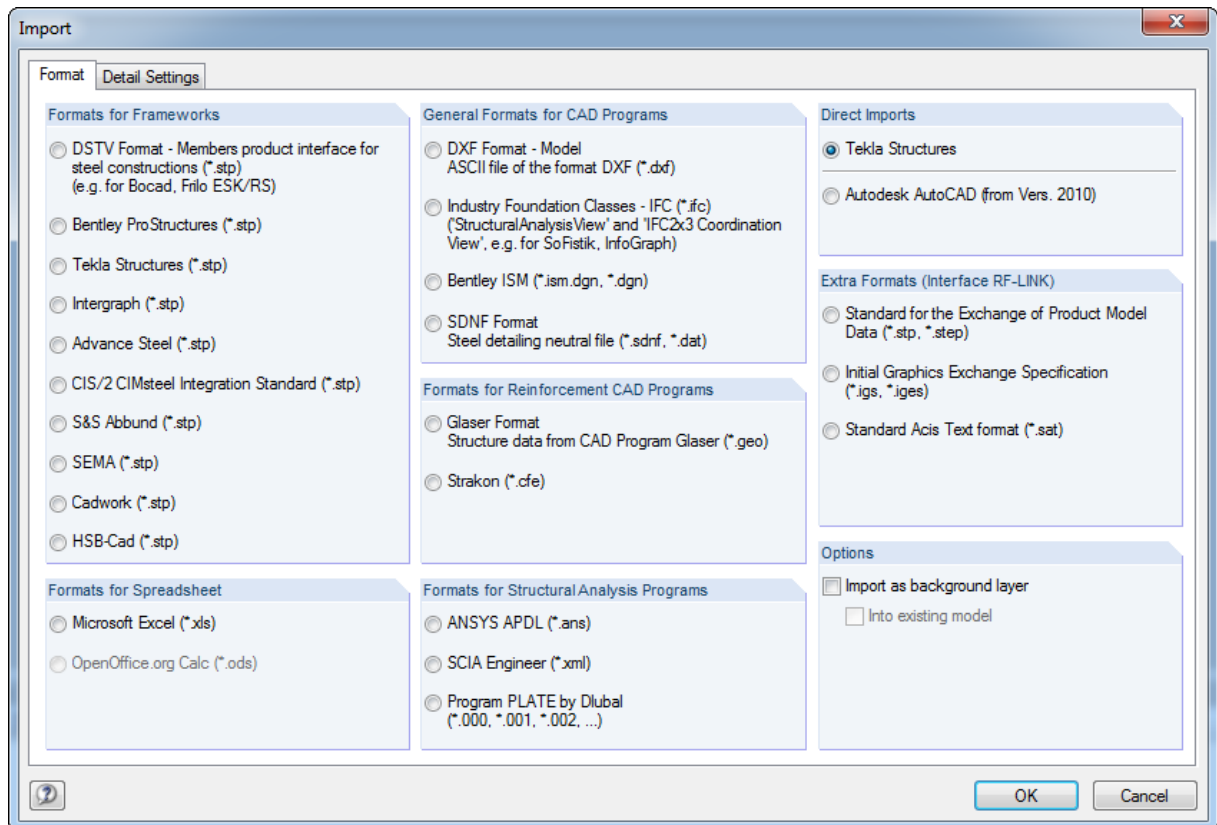 Import
Format
Detail Settings
Formats for Frameworks
DSTV Format - Members product interface for
steel constructions (*.stp)
(e.g. for Bocad, Frilo ESK/RS)
Bentley ProStructures (*.stp)
Tekla Structures (*.stp)
Intergraph (*.stp)
Advance Steel (*.stp)
CIS/2 CIMsteel Integration Standard (*.stp)
S&S Abbund (*.stp)
SEMA (*.stp)
Cadwork (*.stp)
HSB-Cad (*.stp)
Formats for Spreadsheet
Microsoft Excel (*.xls)
OpenOffice.org Calc (*.ods)
General Formats for CAD Programs
DXF Format - Model
ASCII file of the format DXF (*.dxf)
Industry Foundation Classes - IFC (*.ifc)
('StructuralAnalysisView' and 'IFC2x3 Coordination
View', e.g. for SoFistik, InfoGraph)
Bentley ISM (*.ism.dgn, *.dgn)
SDNF Format
Steel detailing neutral file (*.sdnf, *.dat)
Formats for Reinforcement CAD Programs
Glaser Format
Structure data from CAD Program Glaser (*.geo)
Strakon (*.cfe)
Formats for Structural Analysis Programs
ANSYS APDL (*.ans)
SCIA Engineer (*.xml)
Program PLATE by Dlubal
(*.000, *.001, *.002, ...)
Direct Imports
Tekla Structures
Autodesk AutoCAD (from Vers. 2010)
Extra Formats (Interface RF-LINK)
Standard for the Exchange of Product Model
Data (*.stp, *.step)
Initial Graphics Exchange Specification
(*.igs, *.iges)
Standard Acis Text format (*.sat)
Options
Import as background layer
Into existing model
OK
Cancel